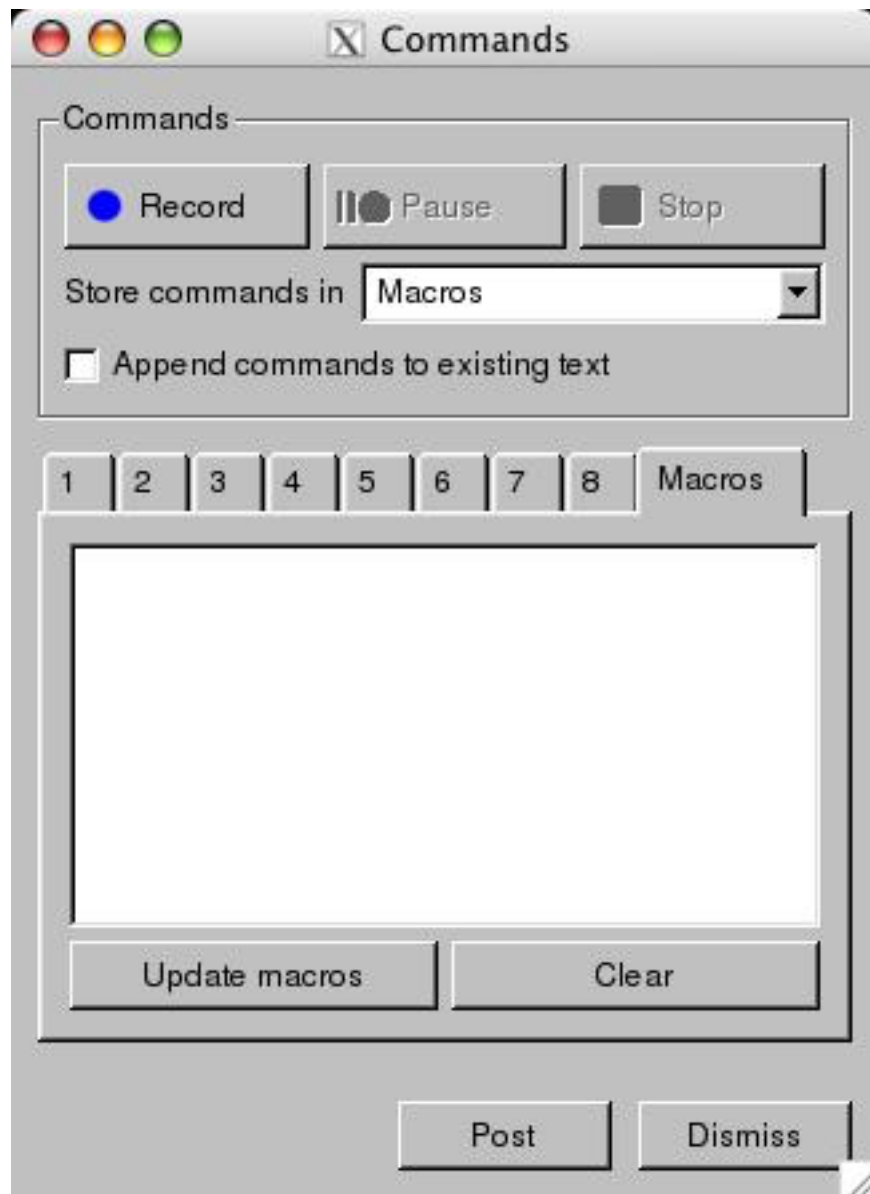 Commands
Commands
Record Pause Stop
Store commands in Macros
Append commands to existing text
1 2 3 4 5 6 7 8 Macros
Update macros Clear
Post Dismiss